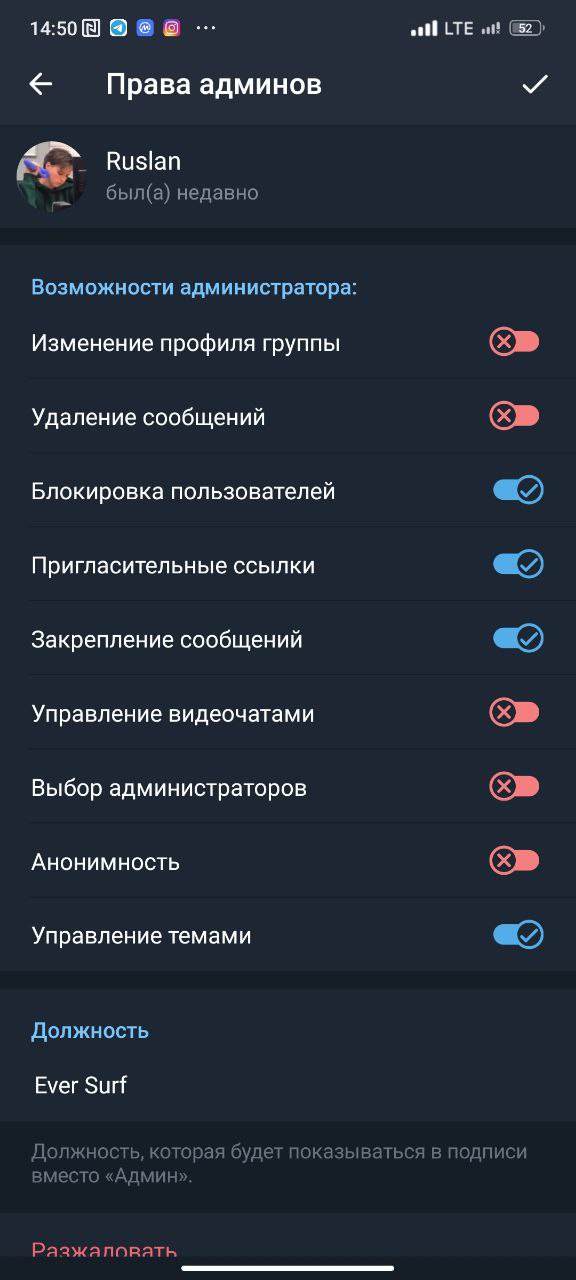 14:50
LTE
52
Права админов
Ruslan
был(а) недавно
Возможности администратора:
Изменение профиля группы
Удаление сообщений
Блокировка пользователей
Пригласительные ссылки
Закрепление сообщений
Управление видеочатами
Выбор администраторов
Анонимность
Управление темами
Должность
Ever Surf
Должность, которая будет показываться в подписи
вместо «Админ».
Разжаловать